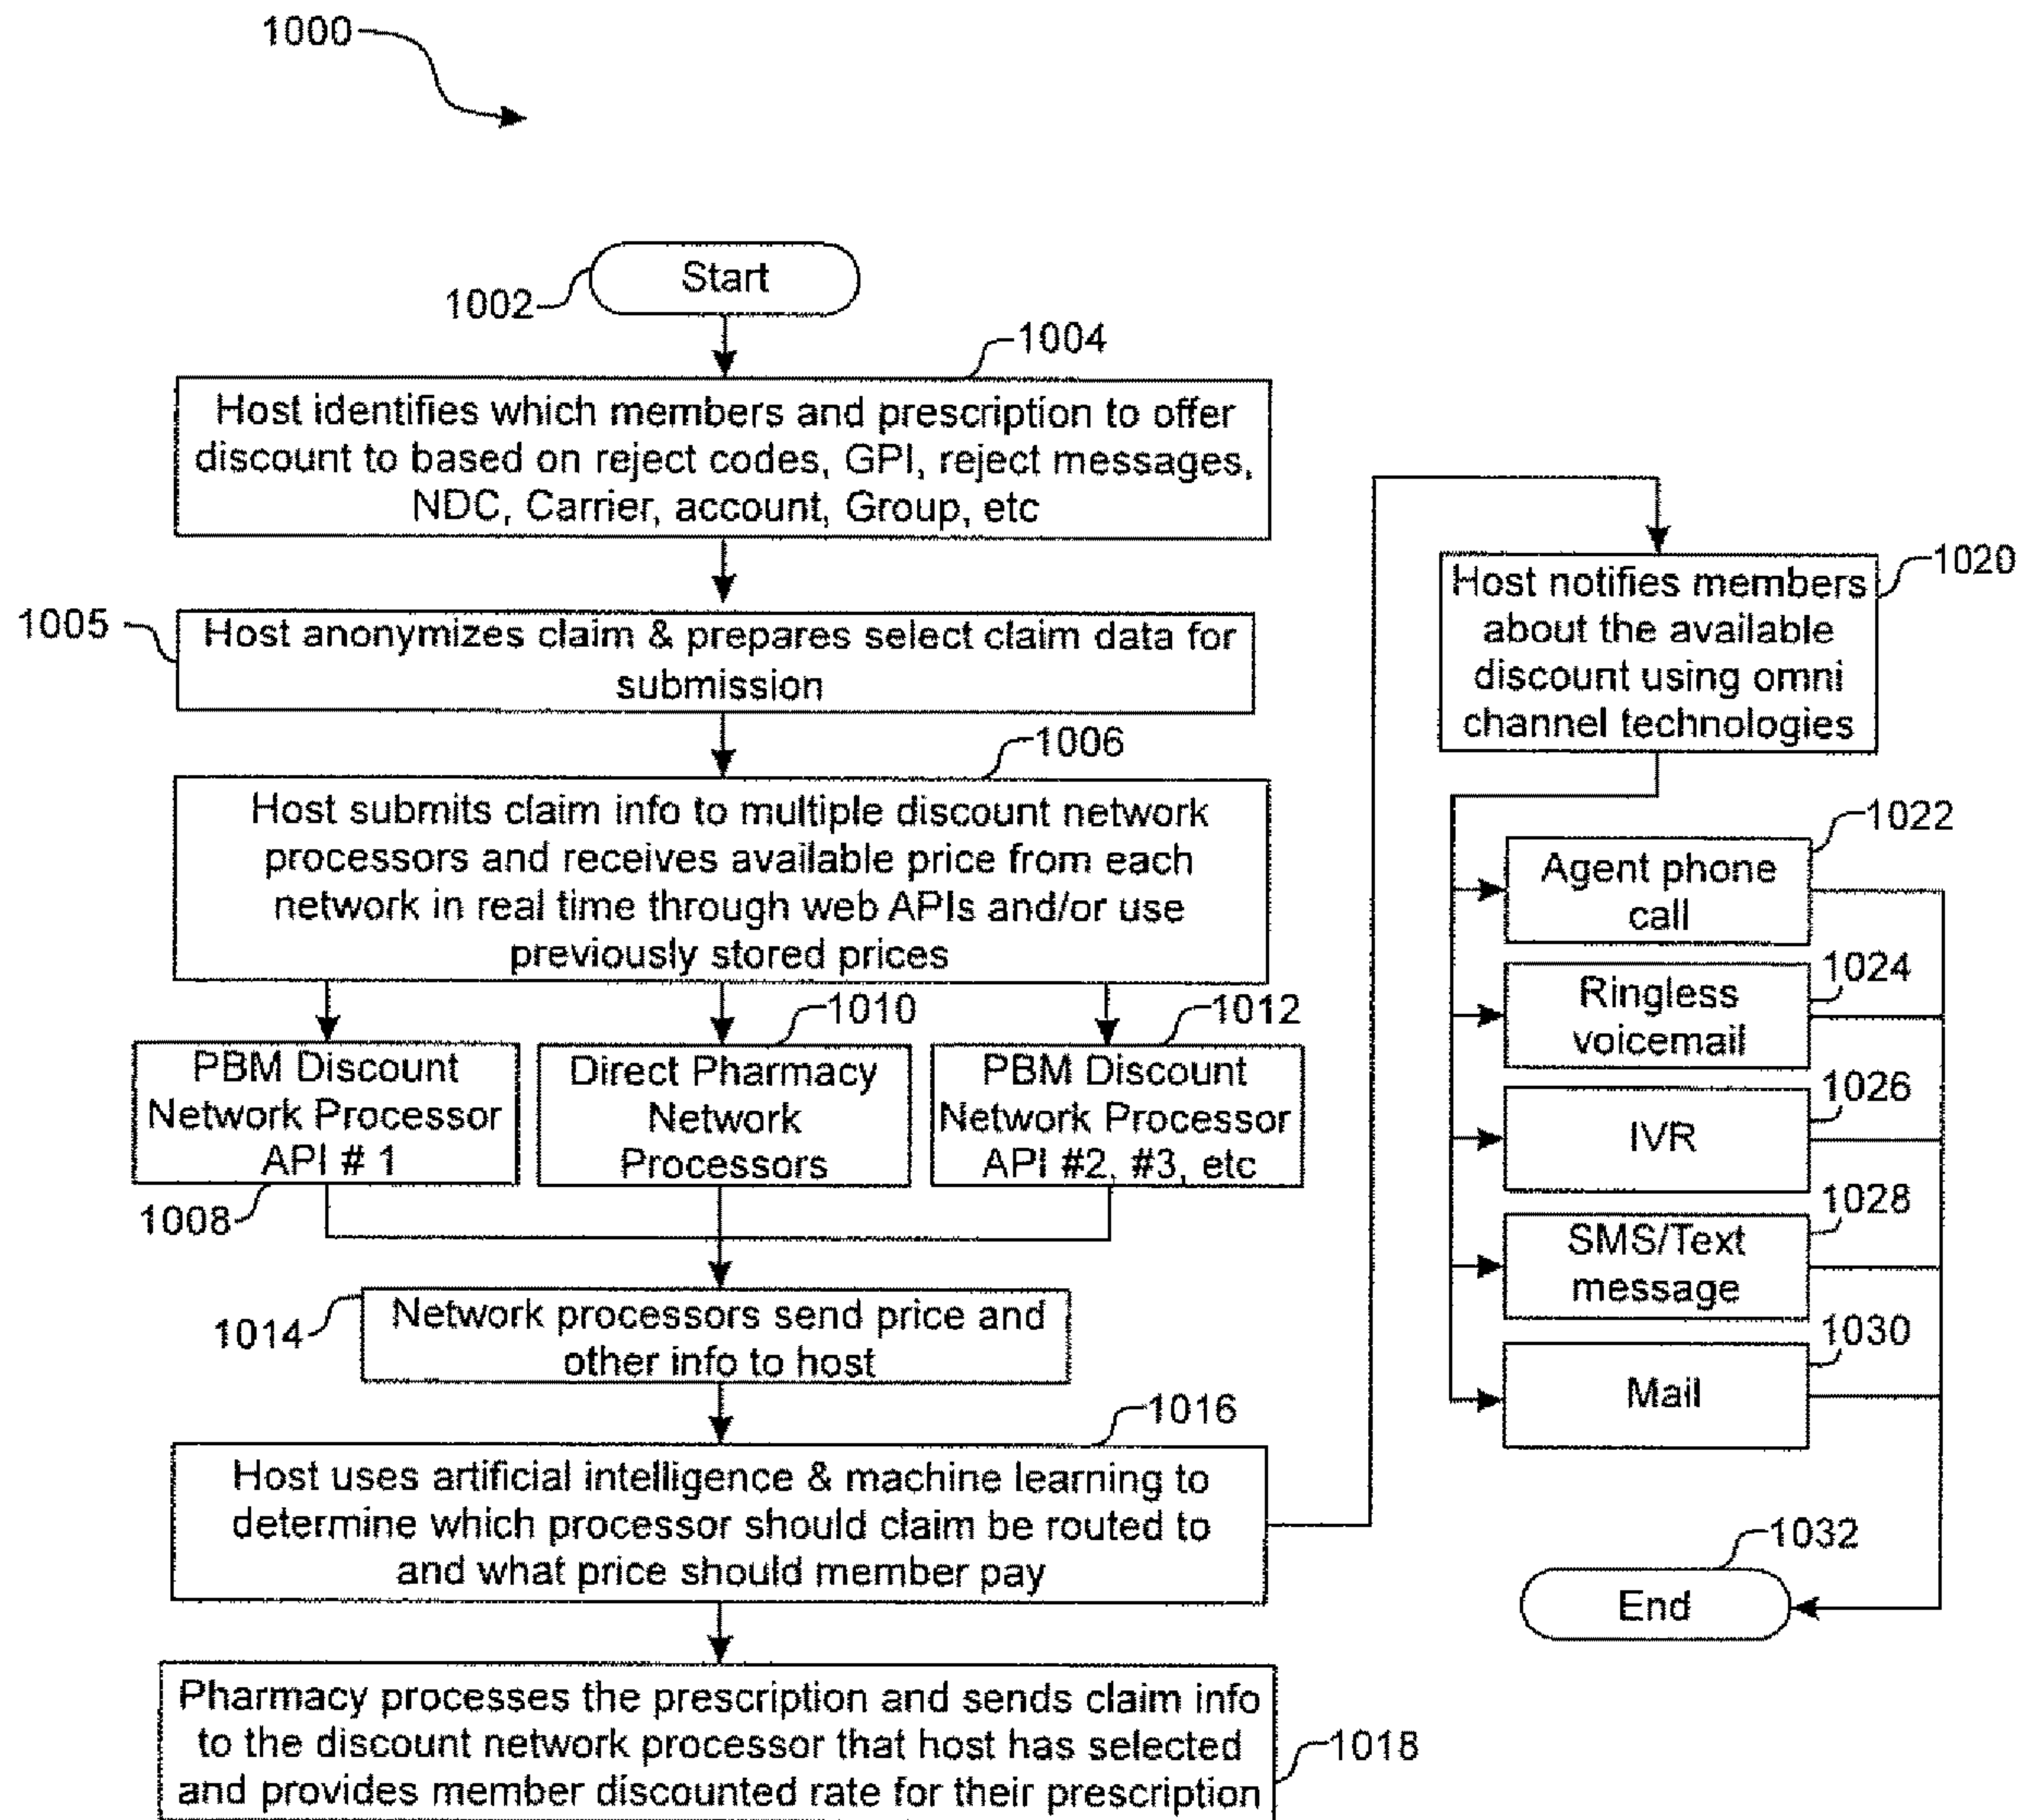 1000
1002
Start
1004
Host identifies which members and prescription to offer
discount to based on reject codes, GPI, reject messages,
NDC, Carrier, account, Group, etc
1005
Host anonymizes claim & prepares select claim data for
submission
1006
Host submits claim info to multiple discount network
processors and receives available price from each
network in real time through web APIs and/or use
previously stored prices
1008
PBM Discount
Network Processor
API # 1
1010
Direct Pharmacy
Network
Processors
1012
PBM Discount
Network Processor
API #2, #3, etc
1014
Network processors send price and
other info to host
1016
Host uses artificial intelligence & machine learning to
determine which processor should claim be routed to
and what price should member pay
Pharmacy processes the prescription and sends claim info
to the discount network processor that host has selected
and provides member discounted rate for their prescription
1018
1020
Host notifies members
about the available
discount using omni
channel technologies
1022
Agent phone
call
1024
Ringless
voicemail
1026
IVR
1028
SMS/Text
message
1030
Mail
1032
End